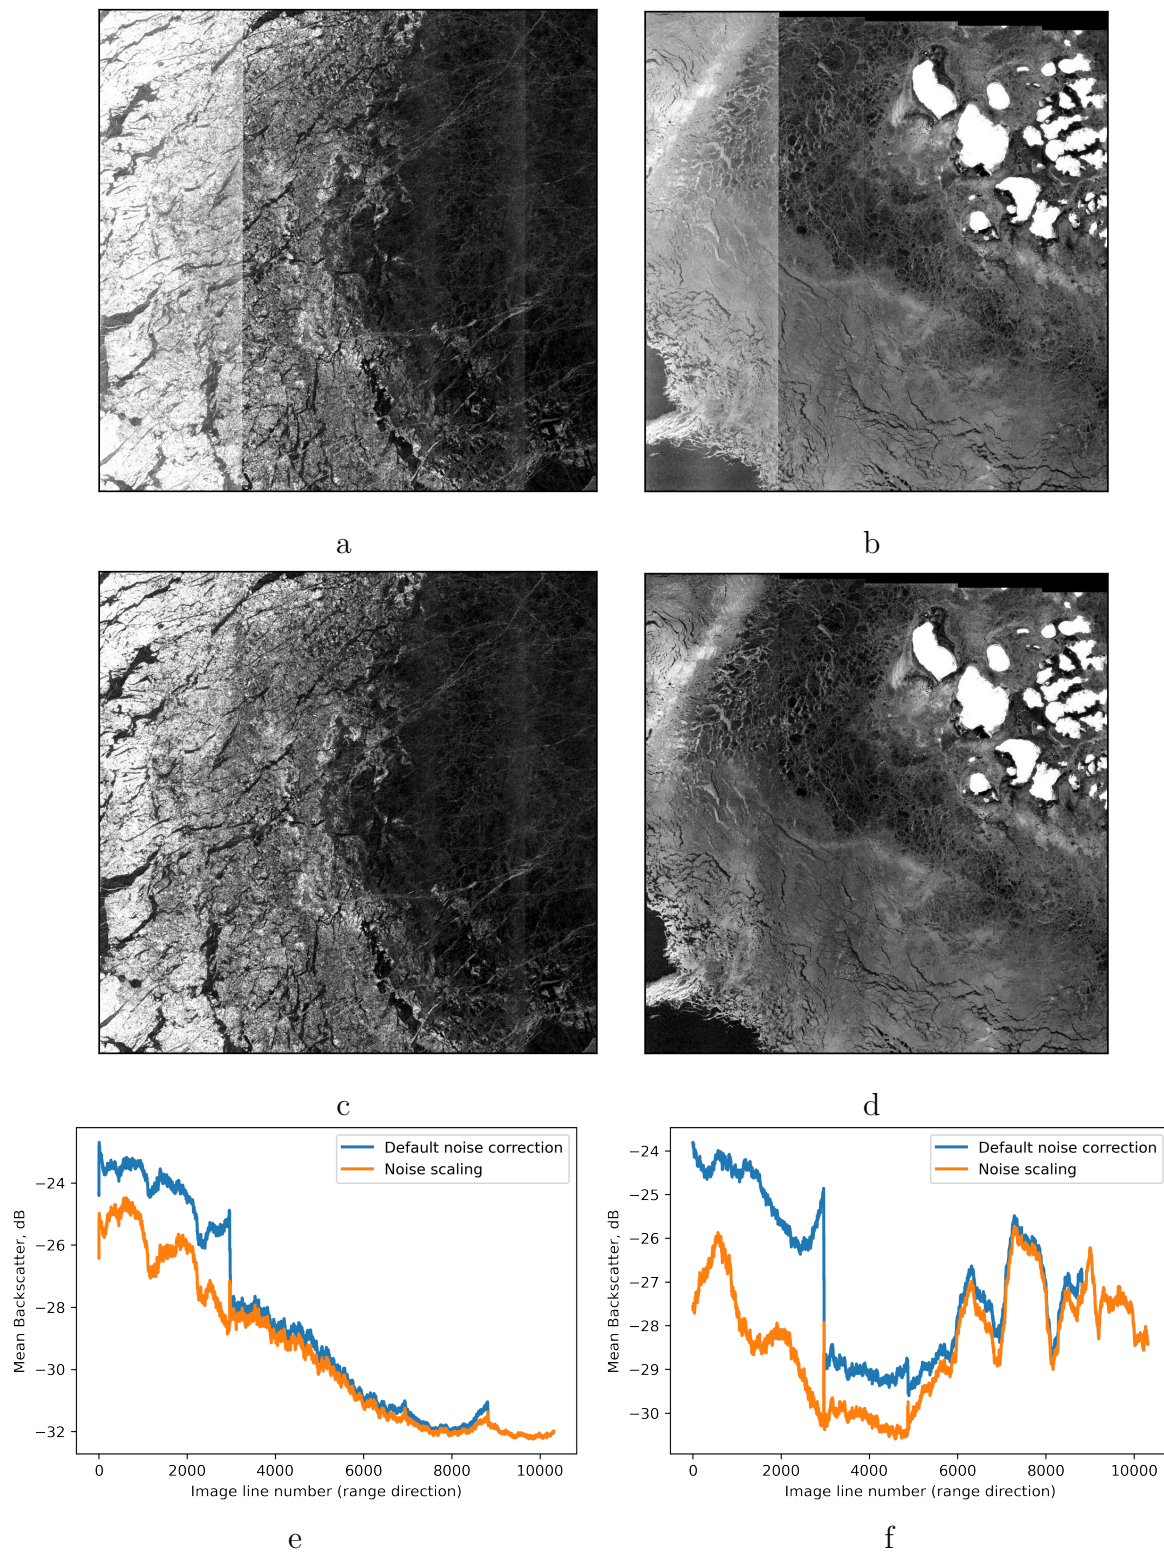 a
b
c
d
Default noise correction
Noise scaling
−24
−26
−28
−30
−32
Mean Backscatter, dB
0 2000 4000 6000 8000 10000
Image line number (range direction)
e
Default noise correction
Noise scaling
−24
−25
−26
−27
−28
−29
−30
Mean Backscatter, dB
0 2000 4000 6000 8000 10000
Image line number (range direction)
f